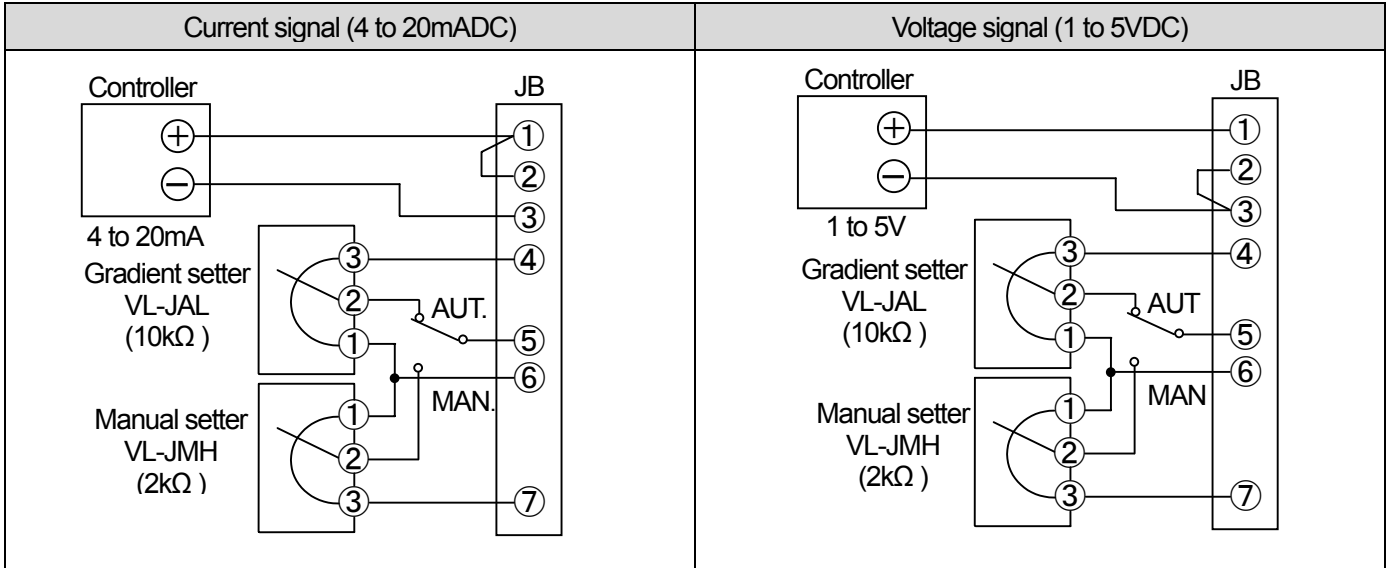 Current signal (4 to 20mADC)
Voltage signal (1 to 5VDC)
Controller
JB
+
1
−
2
3
4 to 20mA
Gradient setter
VL-JAL
(10kΩ )
3
2
1
4
AUT.
5
6
MAN.
Manual setter
VL-JMH
(2kΩ )
1
2
3
7
Controller
JB
+
1
−
2
3
1 to 5V
Gradient setter
VL-JAL
(10kΩ )
3
2
1
4
AUT
5
6
MAN
Manual setter
VL-JMH
(2kΩ )
1
2
3
7